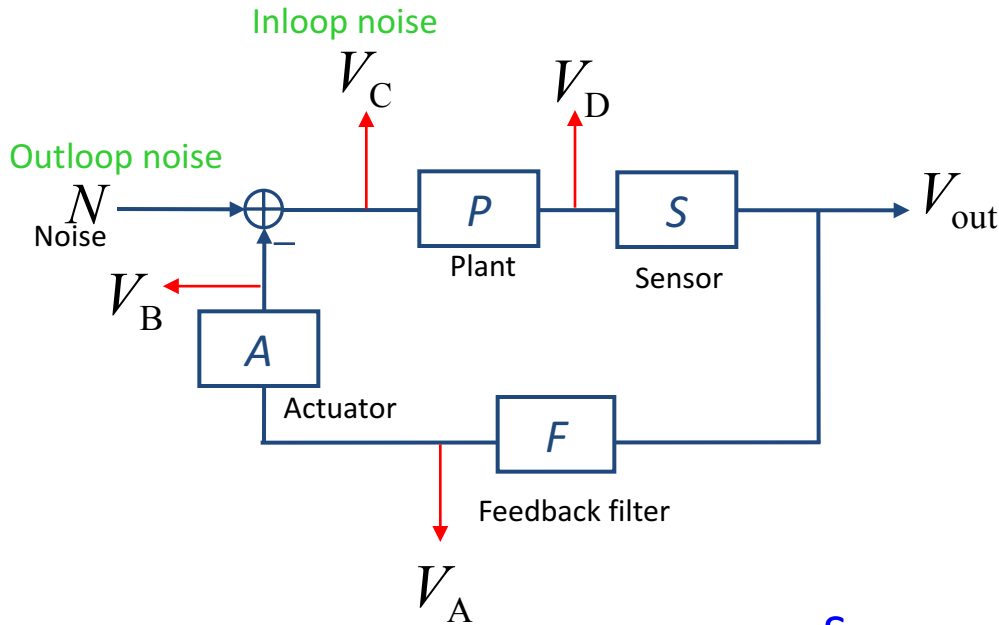 Inloop noise
V_C
V_D
Outloop noise
N
Noise
P
Plant
S
Sensor
V_out
V_B
A
Actuator
F
Feedback filter
V_A